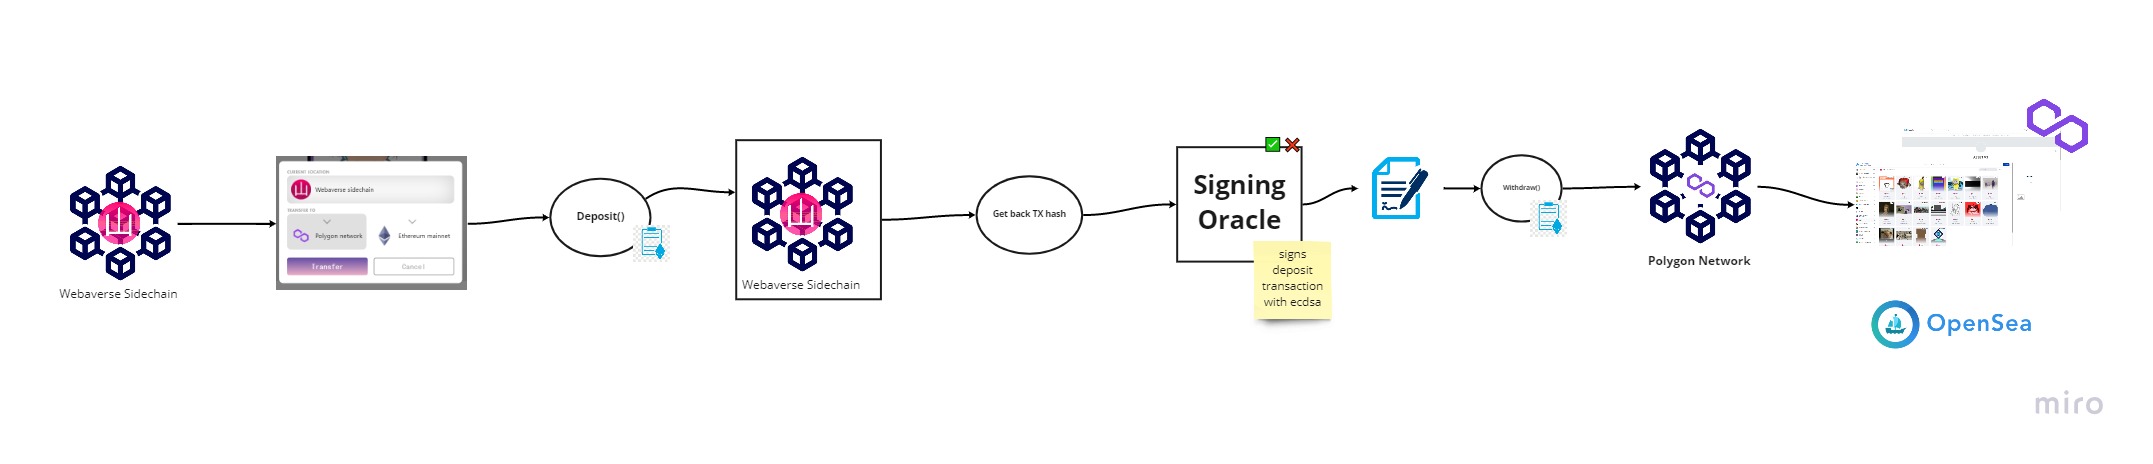 Webaverse Sidechain
CURRENT LOCATION
Webaverse sidechain
TRANSFER TO
Polygon network
Ethereum mainnet
Transfer
Cancel
Deposit()
Webaverse Sidechain
Get back TX hash
Signing
Oracle
signs
deposit
transaction
with ecdsa
Withdraw()
Polygon Network
OpenSea
miro